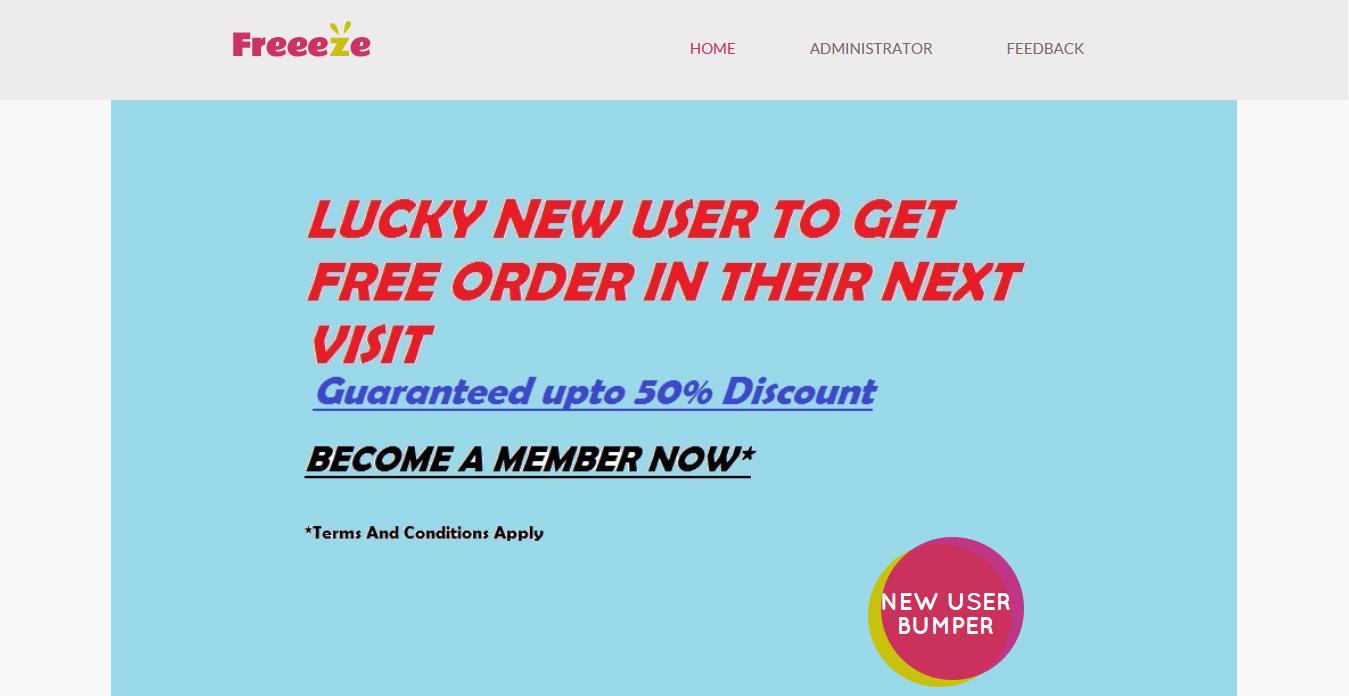 Freeeze
HOME
ADMINISTRATOR
FEEDBACK
LUCKY NEW USER TO GET
FREE ORDER IN THEIR NEXT
VISIT
Guaranteed upto 50% Discount
BECOME A MEMBER NOW*
*Terms And Conditions Apply
NEW USER
BUMPER